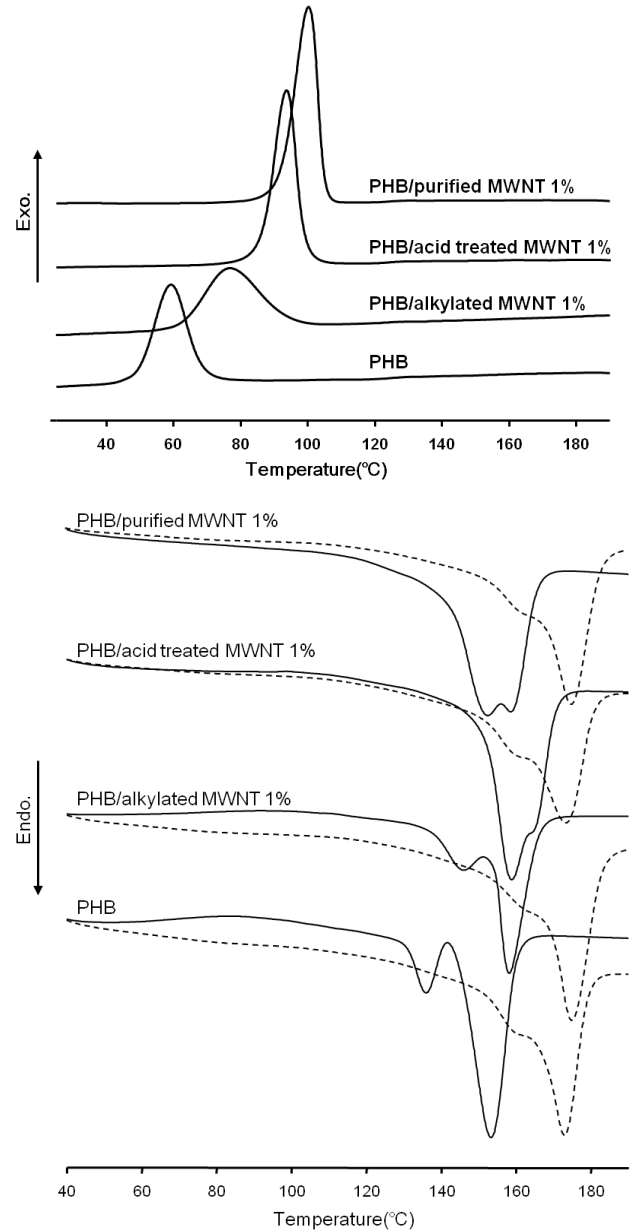 Exo.
PHB/purified MWNT 1%
PHB/acid treated MWNT 1%
PHB/alkylated MWNT 1%
PHB
40 60 80 100 120 140 160 180
Temperature(℃)
PHB/purified MWNT 1%
PHB/acid treated MWNT 1%
Endo.
PHB/alkylated MWNT 1%
PHB
40 60 80 100 120 140 160 180
Temperature(℃)